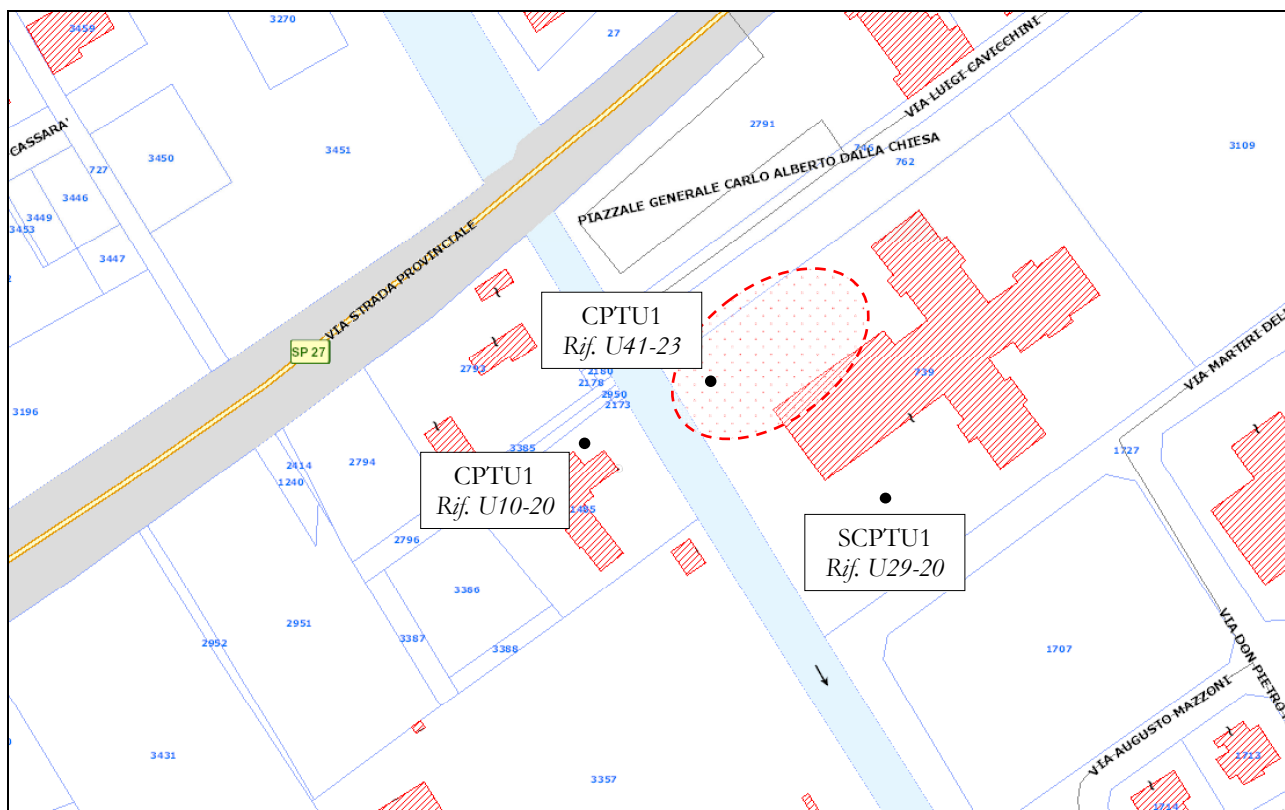 3459
3270
27
CASSARA'
727
3450
3451
2791
VIA LUIGI CAVICCHINI
746
762
3109
PIAZZALE GENERALE CARLO ALBERTO DALLA CHIESA
3446
3449
3453
3447
VIA STRADA PROVINCIALE
SP 27
CPTU1
Rif. U41-23
2793
2180
2178
2950
2173
739
VIA MARTIRI DEL
3196
2414
1240
2794
3385
CPTU1
Rif. U10-20
1485
1727
SCPTU1
Rif. U29-20
2796
3386
2951
2952
3387
3388
1707
VIA DON PIETRO
VIA AUGUSTO MAZZONI
3431
3357
1713
1714